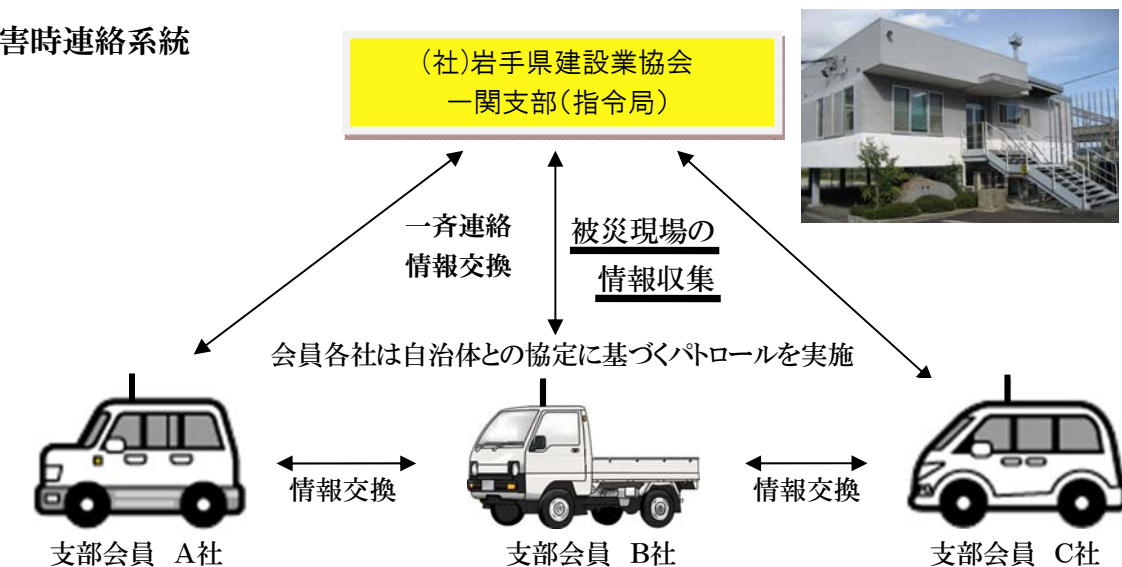 害時連絡系統
(社)岩手県建設業協会
一関支部(指令局)
一斉連絡
情報交換
被災現場の
情報収集
会員各社は自治体との協定に基づくパトロールを実施
情報交換
情報交換
支部会員 A社
支部会員 B社
支部会員 C社